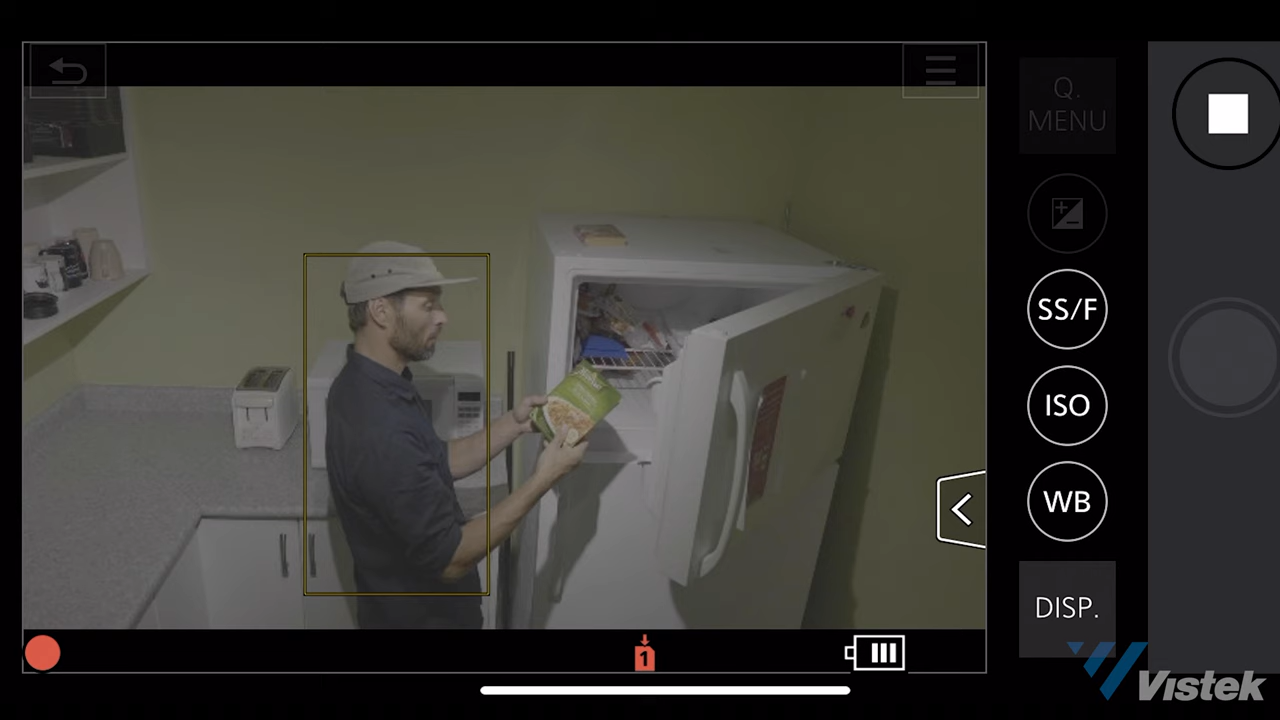 Q.
MENU
SS/F
ISO
WB
DISP.
1
Vistek